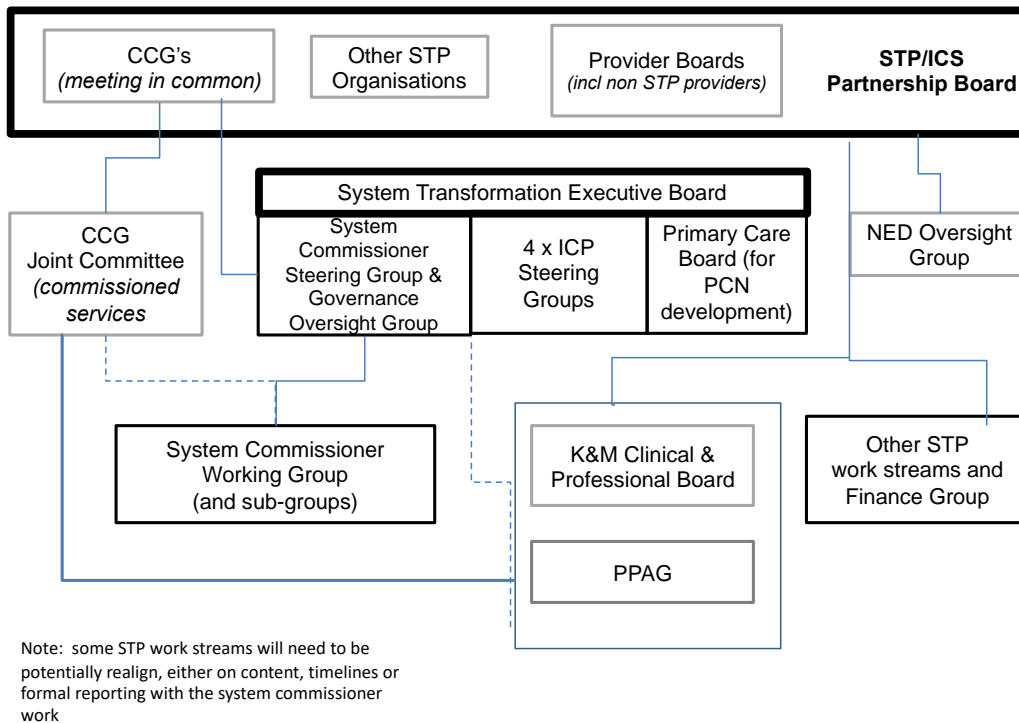 CCG's
(meeting in common)
Other STP
Organisations
Provider Boards
(incl non STP providers)
STP/ICS
Partnership Board
System Transformation Executive Board
CCG
Joint Committee
(commissioned
services
System
Commissioner
Steering Group &
Governance
Oversight Group
4 x ICP
Steering
Groups
Primary Care
Board (for
PCN
development)
NED Oversight
Group
System Commissioner
Working Group
(and sub-groups)
K&M Clinical &
Professional Board
PPAG
Other STP
work streams and
Finance Group
Note:  some STP work streams will need to be
potentially realign, either on content, timelines or
formal reporting with the system commissioner
work